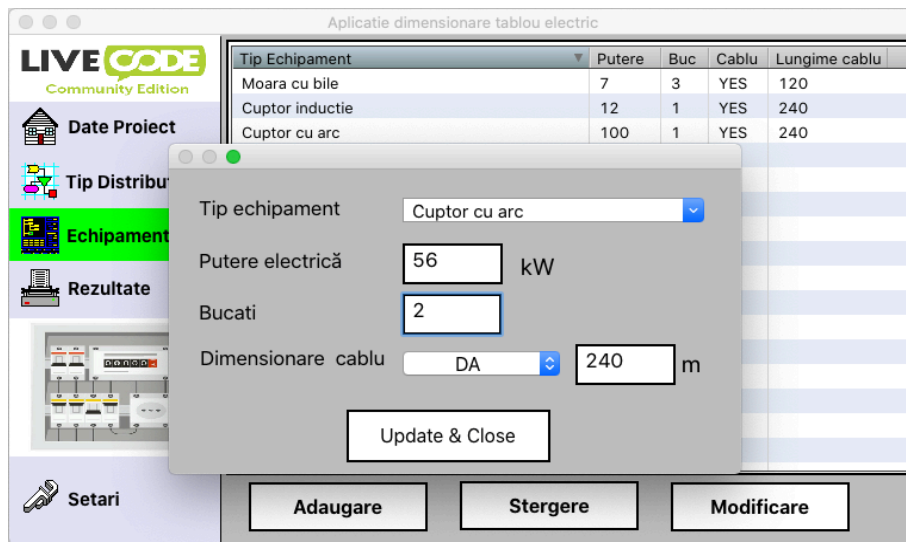 Aplicatie dimensionare tablou electric
LIVE CODE
Community Edition
Tip Echipament Putere Buc Cablu Lungime cablu
Moara cu bile 7 3 YES 120
Cuptor inductie 12 1 YES 240
Cuptor cu arc 100 1 YES 240
Date Proiect
Tip Distribu
Echipament
Rezultate
Setari
Tip echipament Cuptor cu arc
Putere electrică 56 kW
Bucati 2
Dimensionare cablu DA 240 m
Update & Close
Adaugare Stergere Modificare